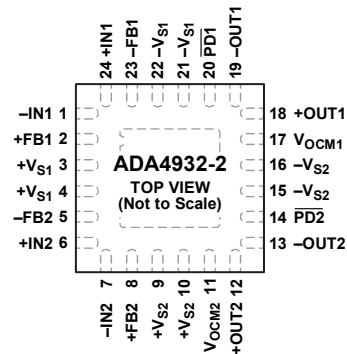 24 +IN1
23 –FB1
22 –VS1
21 –VS1
20 PD1
19 –OUT1
–IN1 1
+FB1 2
+VS1 3
+VS1 4
–FB2 5
+IN2 6
ADA4932-2
TOP VIEW
(Not to Scale)
18 +OUT1
17 VOCM1
16 –VS2
15 –VS2
14 PD2
13 –OUT2
–IN2 7
+FB2 8
+VS2 9
+VS2 10
VOCM2 11
+OUT2 12